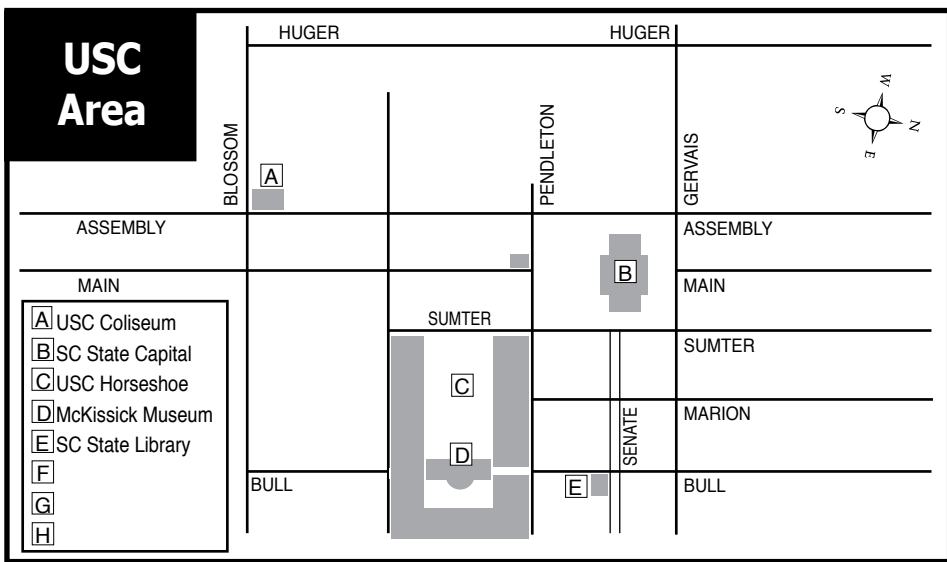 USC
Area
HUGER
HUGER
BLOSSOM
PENDLETON
GERVAIS
W
S
N
E
A
ASSEMBLY
ASSEMBLY
B
MAIN
MAIN
SUMTER
SUMTER
C
MARION
SENATE
D
BULL
E
BULL
A USC Coliseum
B SC State Capital
C USC Horseshoe
D McKissick Museum
E SC State Library
F
G
H